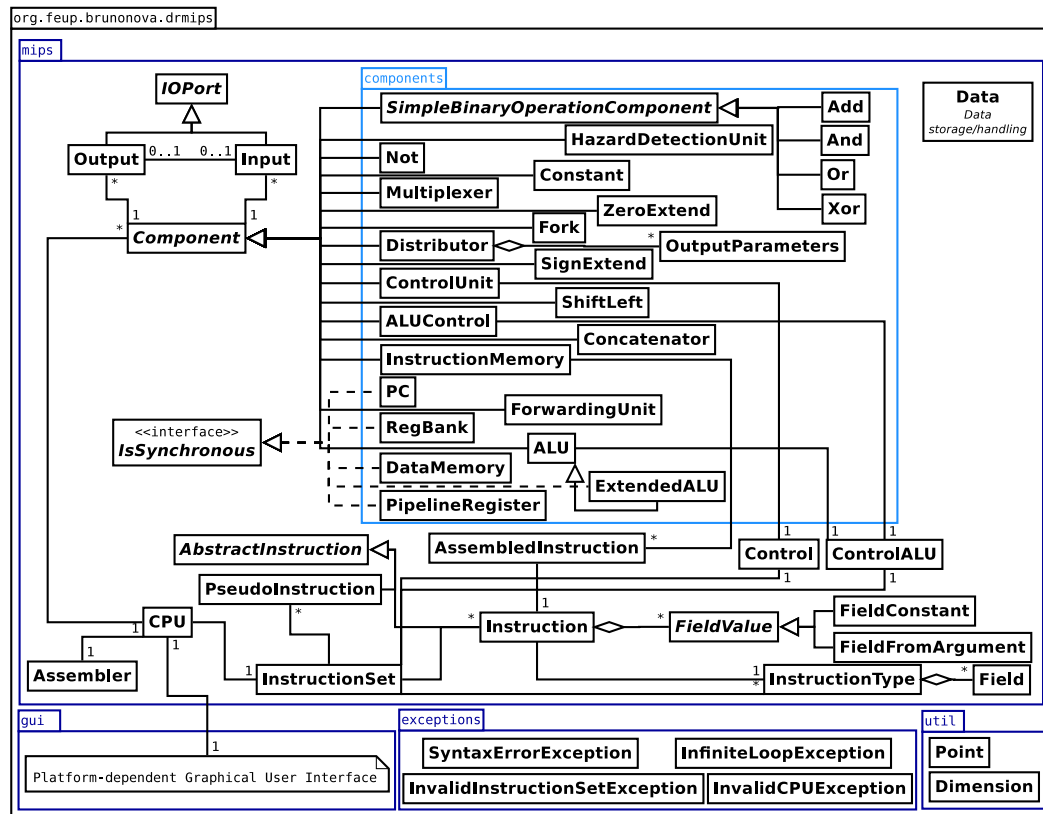 org.feup.brunonova.drmips
mips
components
IOPort
SimpleBinaryOperationComponent
Add
Data
Data
storage/handling
HazardDetectionUnit
And
Output
0..1
0..1
Input
Not
Or
*
*
Constant
Multiplexer
Xor
1
1
ZeroExtend
*
Component
Fork
Distributor
*
OutputParameters
SignExtend
ControlUnit
ShiftLeft
ALUControl
Concatenator
InstructionMemory
PC
ForwardingUnit
<<interface>>
IsSynchronous
RegBank
ALU
DataMemory
ExtendedALU
PipelineRegister
1
1
1
AbstractInstruction
AssembledInstruction
*
Control
ControlALU
1
1
PseudoInstruction
*
1
*
Instruction
*
FieldValue
FieldConstant
CPU
1
1
FieldFromArgument
1
Assembler
1
InstructionSet
1
*
InstructionType
*
Field
gui
exceptions
util
1
SyntaxErrorException
InfiniteLoopException
Point
Platform-dependent Graphical User Interface
InvalidInstructionSetException
InvalidCPUException
Dimension